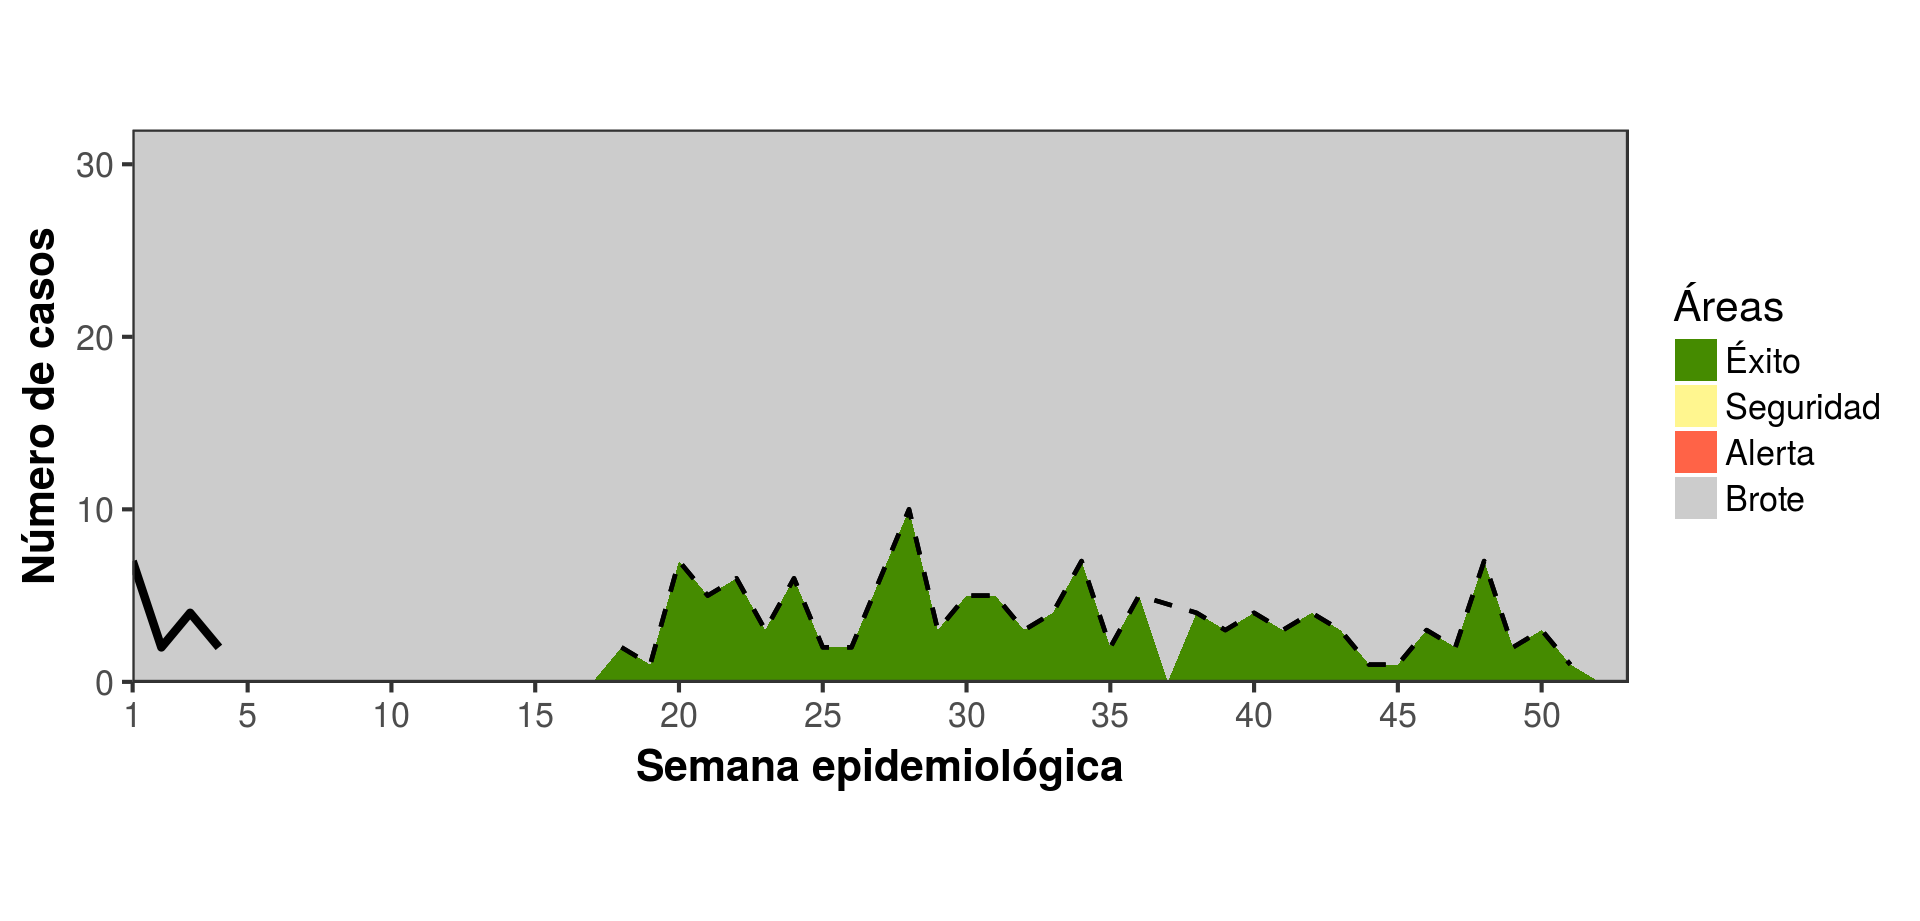 Número de casos
30
20
10
0
1 5 10 15 20 25 30 35 40 45 50
Semana epidemiológica
Áreas
Éxito
Seguridad
Alerta
Brote